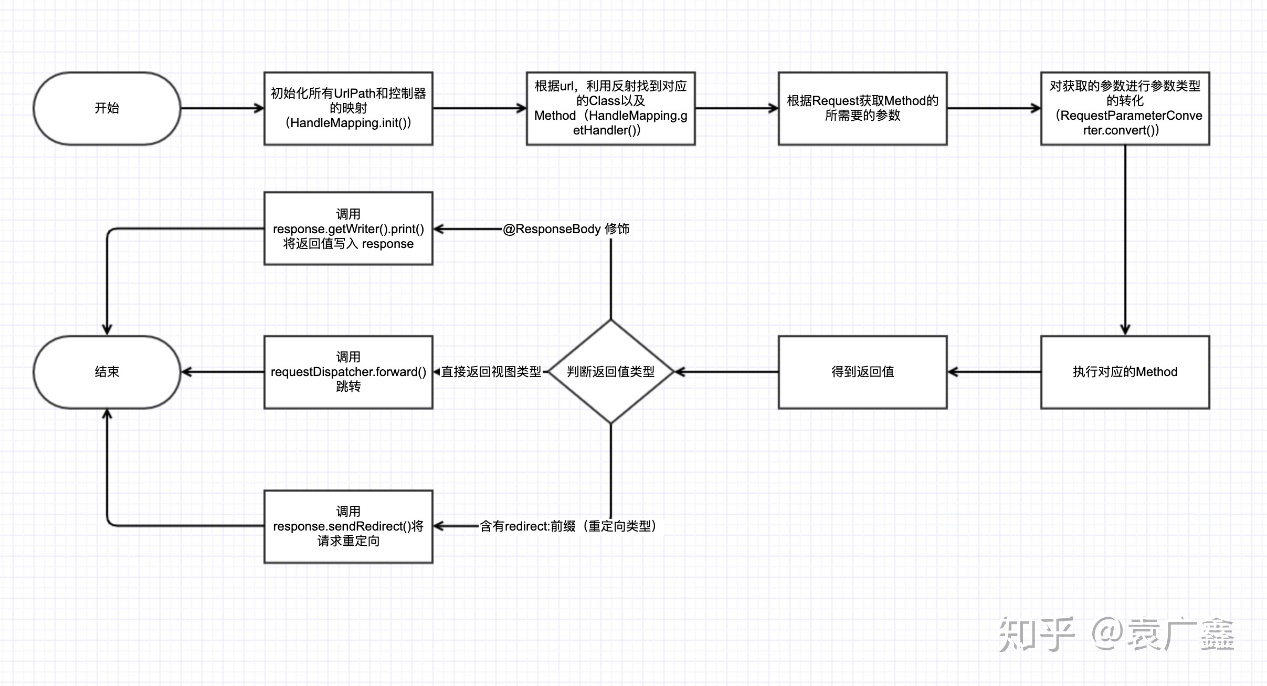 开始
初始化所有UrlPath和控制器
的映射
（HandleMapping.init()）
根据url，利用反射找到对应
的Class以及
Method（HandleMapping.g
etHandler()）
根据Request获取Method的
所需要的参数
对获取的参数进行参数类型
的转化
（RequestParameterConve
rter.convert()）
调用
response.getWriter().print()
将返回值写入 response
@ResponseBody 修饰
结束
调用
requestDispatcher.forward()
跳转
直接返回视图类型
判断返回值类型
得到返回值
执行对应的Method
调用
response.sendRedirect()将
请求重定向
含有redirect:前缀（重定向类型）
知乎 @袁广鑫